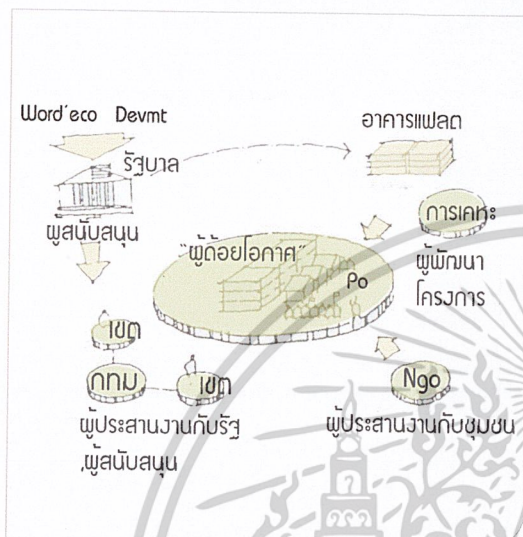 Word'eco Devmt
รัฐบาล
ผู้สนับสนุน
อาคารแฟลต
การเคหะ
ผู้พัฒนา
โครงการ
"ผู้ด้อยโอกาศ"
Po
เขต
กทม
เขต
ผู้ประสานงานกับรัฐ
,ผู้สนับสนุน
Ngo
ผู้ประสานงานกับชุมชน